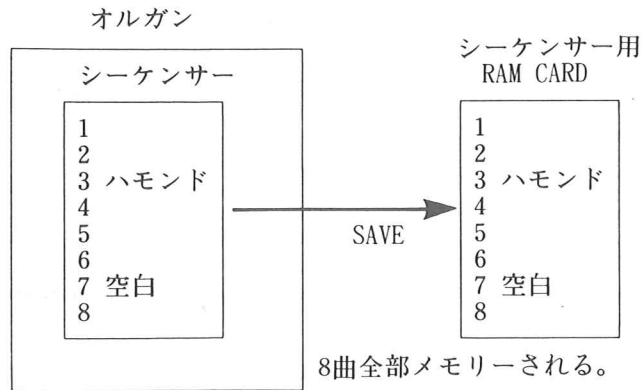 オルガン
シーケンサー
1
2
3 ハモンド
4
5
6
7 空白
8
SAVE
シーケンサー用
RAM CARD
1
2
3 ハモンド
4
5
6
7 空白
8
8曲全部メモリーされる。